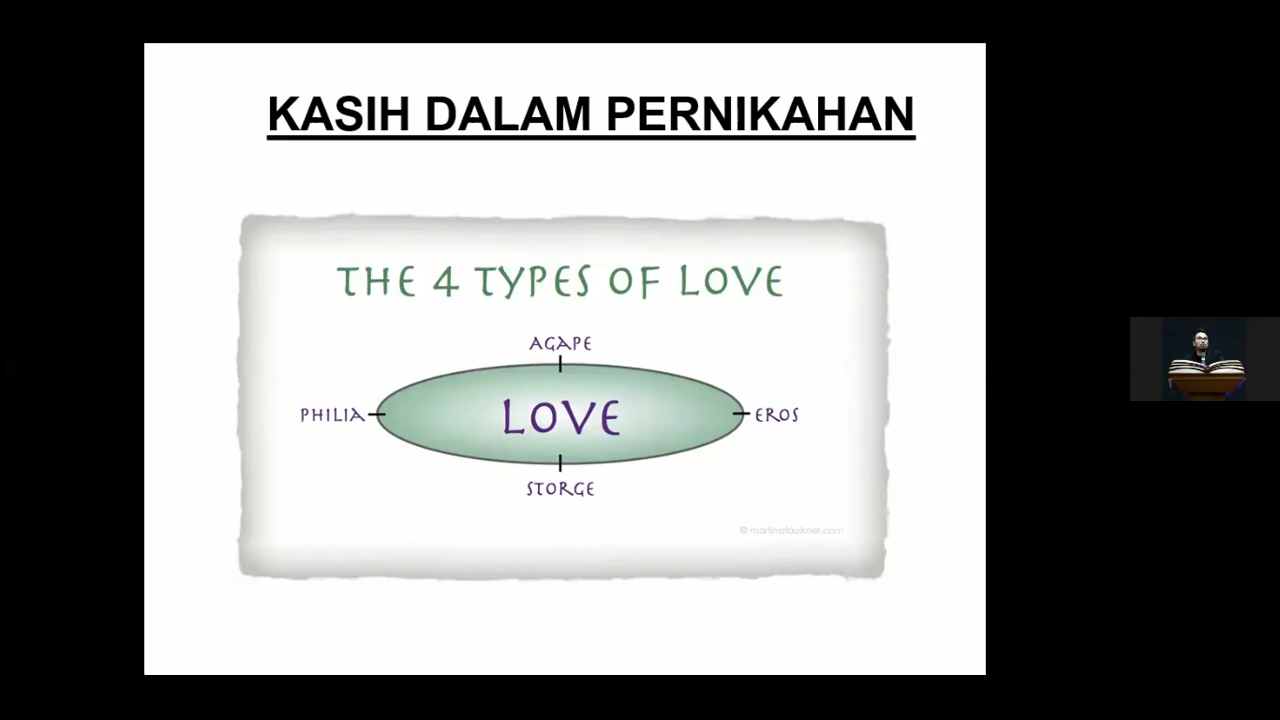 KASIH DALAM PERNIKAHAN
THE 4 TYPES OF LOVE
AGAPE
PHILIA
LOVE
EROS
STORGE
© martinafaulkner.com